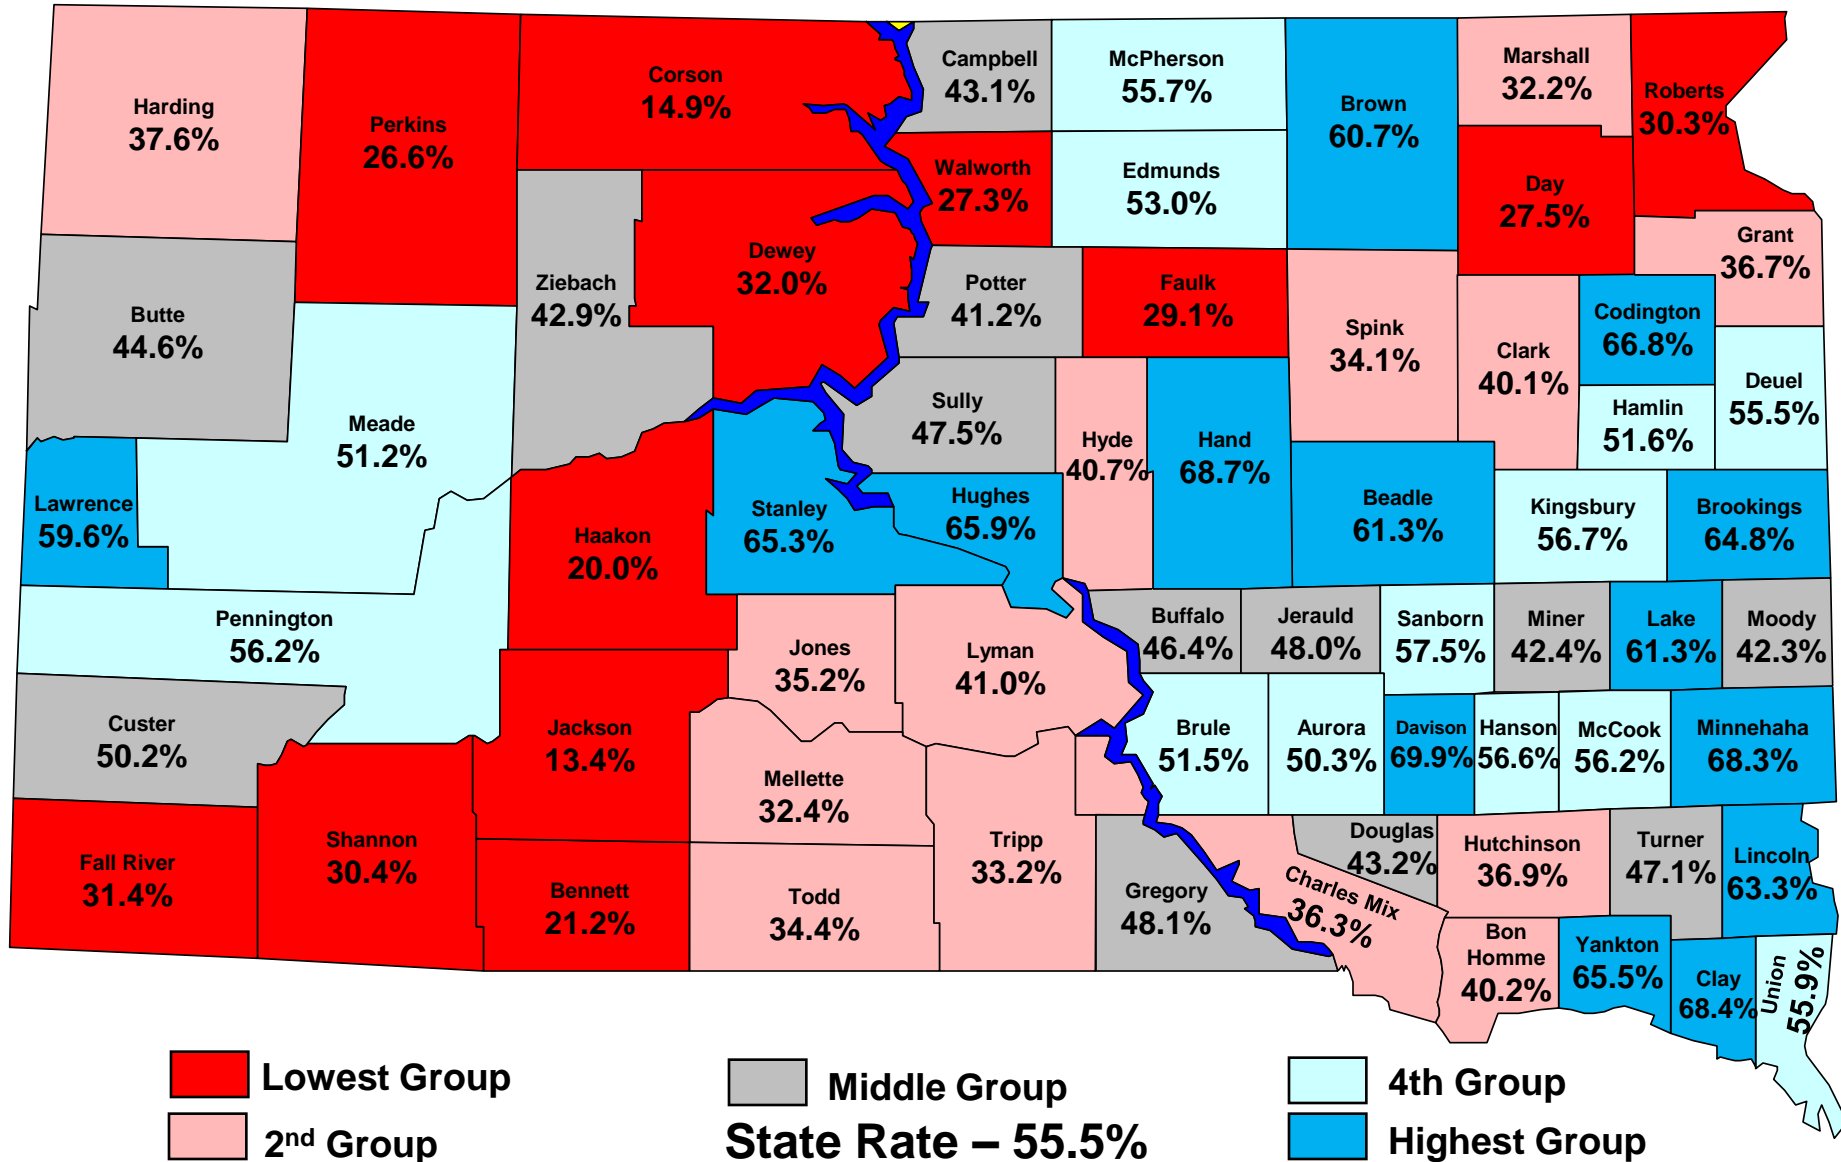 Harding
37.6%
Perkins
26.6%
Corson
14.9%
Campbell
43.1%
McPherson
55.7%
Brown
60.7%
Marshall
32.2%
Roberts
30.3%
Walworth
27.3%
Edmunds
53.0%
Day
27.5%
Grant
36.7%
Butte
44.6%
Ziebach
42.9%
Dewey
32.0%
Potter
41.2%
Faulk
29.1%
Spink
34.1%
Clark
40.1%
Codington
66.8%
Meade
51.2%
Sully
47.5%
Hyde
40.7%
Hand
68.7%
Hamlin
51.6%
Deuel
55.5%
Lawrence
59.6%
Haakon
20.0%
Stanley
65.3%
Hughes
65.9%
Beadle
61.3%
Kingsbury
56.7%
Brookings
64.8%
Pennington
56.2%
Jones
35.2%
Lyman
41.0%
Buffalo
46.4%
Jerauld
48.0%
Sanborn
57.5%
Miner
42.4%
Lake
61.3%
Moody
42.3%
Custer
50.2%
Jackson
13.4%
Mellette
32.4%
Brule
51.5%
Aurora
50.3%
Davison
69.9%
Hanson
56.6%
McCook
56.2%
Minnehaha
68.3%
Fall River
31.4%
Shannon
30.4%
Bennett
21.2%
Todd
34.4%
Tripp
33.2%
Gregory
48.1%
Charles Mix
36.3%
Douglas
43.2%
Hutchinson
36.9%
Turner
47.1%
Lincoln
63.3%
Bon
Homme
40.2%
Yankton
65.5%
Clay
68.4%
Union
55.9%
Lowest Group
2nd Group
Middle Group
State Rate – 55.5%
4th Group
Highest Group